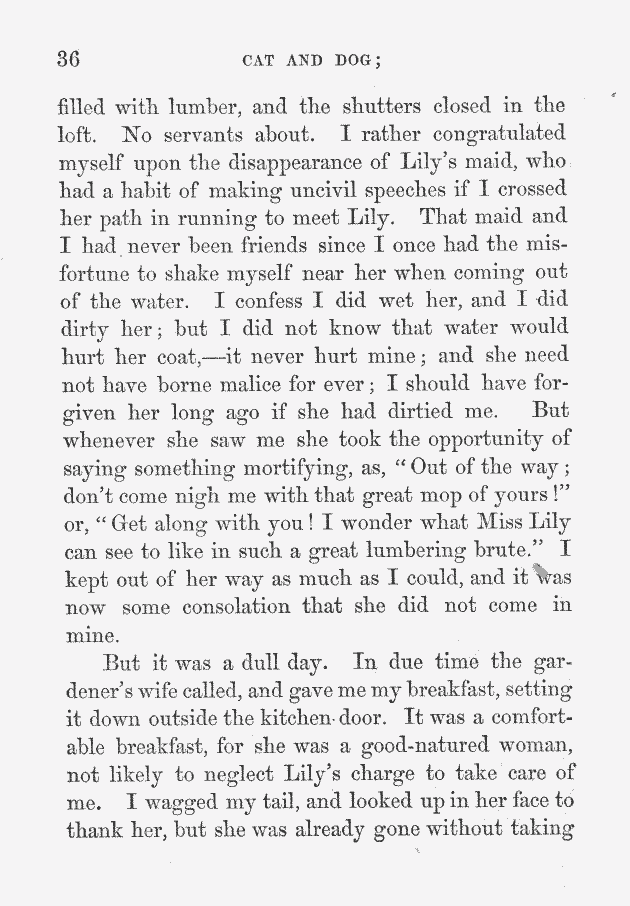 36 CAT AND DOG;
filled with lumber, and the shutters closed in the
loft. No servants about. I rather congratulated
myself upon the disappearance of Lily's maid, who
had a habit of making uncivil speeches if I crossed
her path in running to meet Lily. That maid and
I had never been friends since I once had the mis-
fortune to shake myself near her when coming out
of the water. I confess I did wet her, and I did
dirty her; but I did not know that water would
hurt her coat,—it never hurt mine; and she need
not have borne malice for ever; I should have for-
given her long ago if she had dirtied me. But
whenever she saw me she took the opportunity of
saying something mortifying, as, "Out of the way;
don't come nigh me with that great mop of yours!"
or, "Get along with you! I wonder what Miss Lily
can see to like in such a great lumbering brute." I
kept out of her way as much as I could, and it was
now some consolation that she did not come in
mine.
But it was a dull day. In due time the gar-
dener's wife called, and gave me my breakfast, setting
it down outside the kitchen-door. It was a comfort-
able breakfast, for she was a good-natured woman,
not likely to neglect Lily's charge to take care of
me. I wagged my tail, and looked up in her face to
thank her, but she was already gone without taking